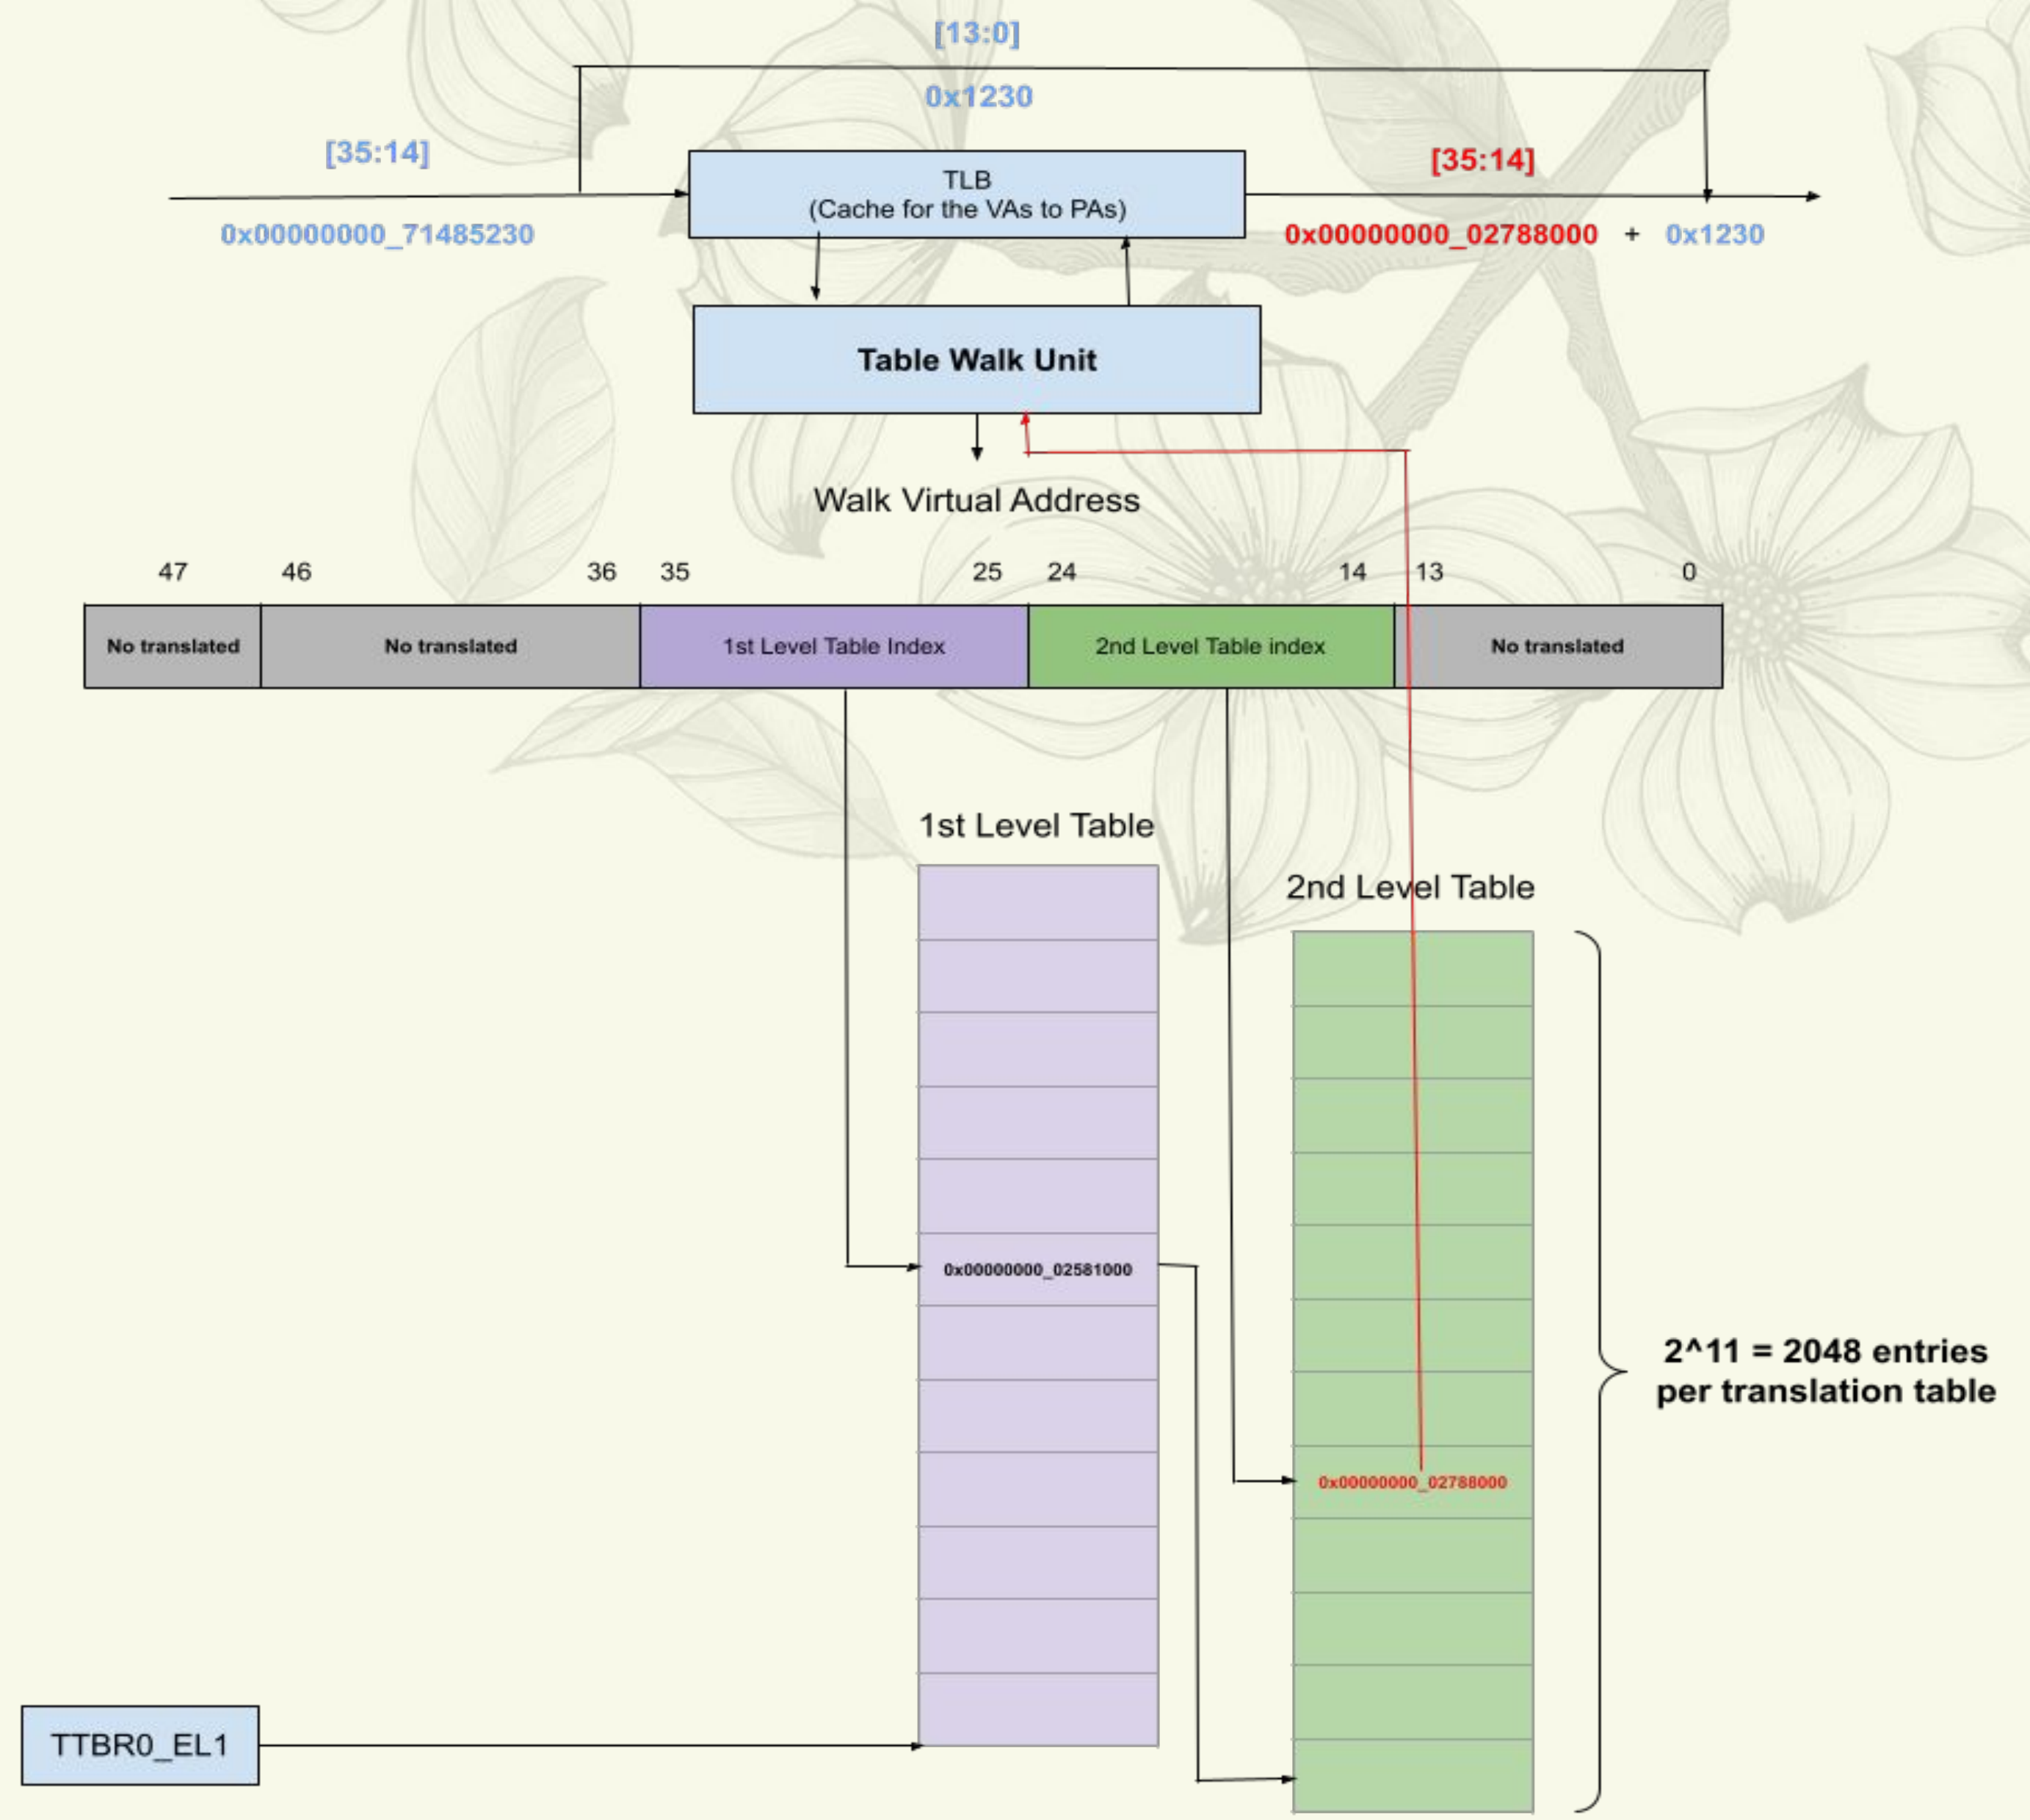 [13:0]
0x1230
[35:14]
0x00000000_71485230
TLB
(Cache for the VAs to PAs)
[35:14]
0x00000000_02788000 + 0x1230
Table Walk Unit
Walk Virtual Address
47 46 36 35 25 24 14 13 0
No translated No translated 1st Level Table Index 2nd Level Table index No translated
1st Level Table
2nd Level Table
0x00000000_02581000
2^11 = 2048 entries
per translation table
0x00000000_02788000
TTBR0_EL1